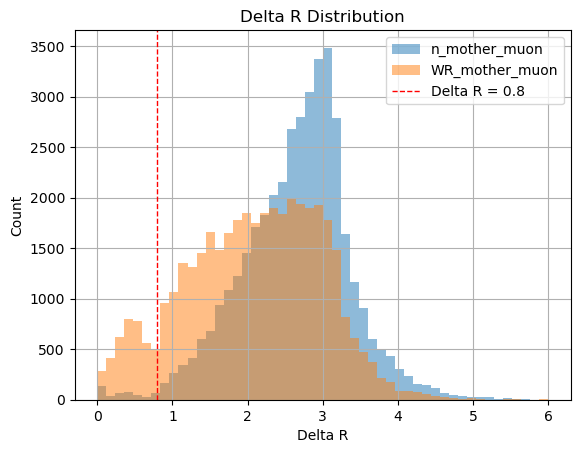 Delta R Distribution
n_mother_muon
WR_mother_muon
Delta R = 0.8
Count
3500
3000
2500
2000
1500
1000
500
0
0 1 2 3 4 5 6
Delta R